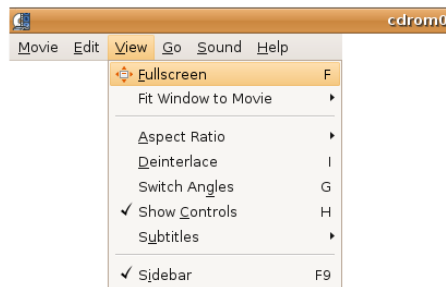 cdrom0
Movie Edit View Go Sound Help
Fullscreen F
Fit Window to Movie
Aspect Ratio
Deinterlace I
Switch Angles G
Show Controls H
Subtitles
Sidebar F9